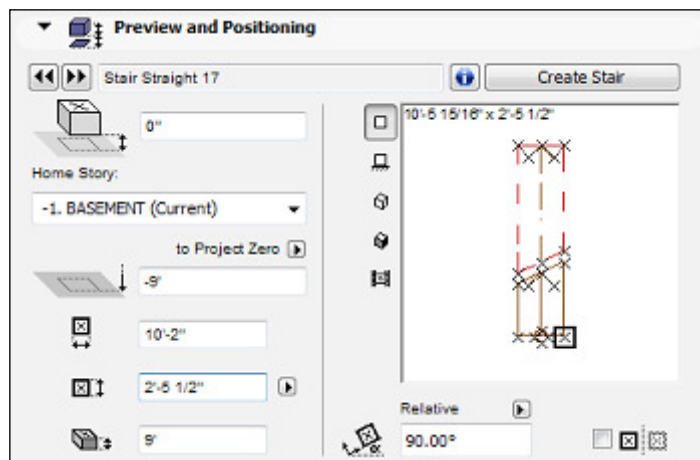 Preview and Positioning
Stair Straight 17
Create Stair
0"
Home Story:
-1. BASEMENT (Current)
to Project Zero
-9'
10'-2"
2'-5 1/2"
9'
10'-5 15/16" x 2'-5 1/2"
Relative
90.00°
α